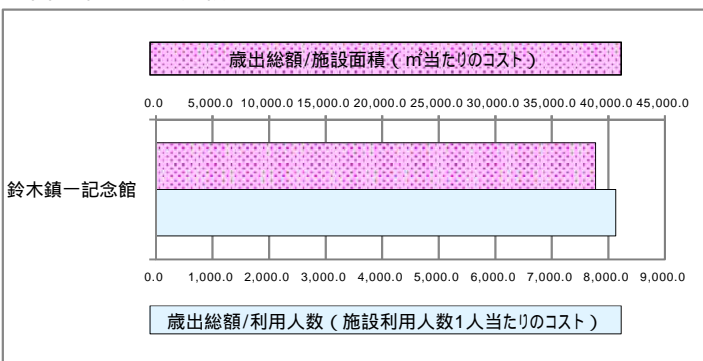 歳出総額/施設面積(㎡当たりのコスト)
0.0 5,000.0 10,000.0 15,000.0 20,000.0 25,000.0 30,000.0 35,000.0 40,000.0 45,000.0
鈴木鎮一記念館
0.0 1,000.0 2,000.0 3,000.0 4,000.0 5,000.0 6,000.0 7,000.0 8,000.0 9,000.0
歳出総額/利用人数(施設利用人数1人当たりのコスト)